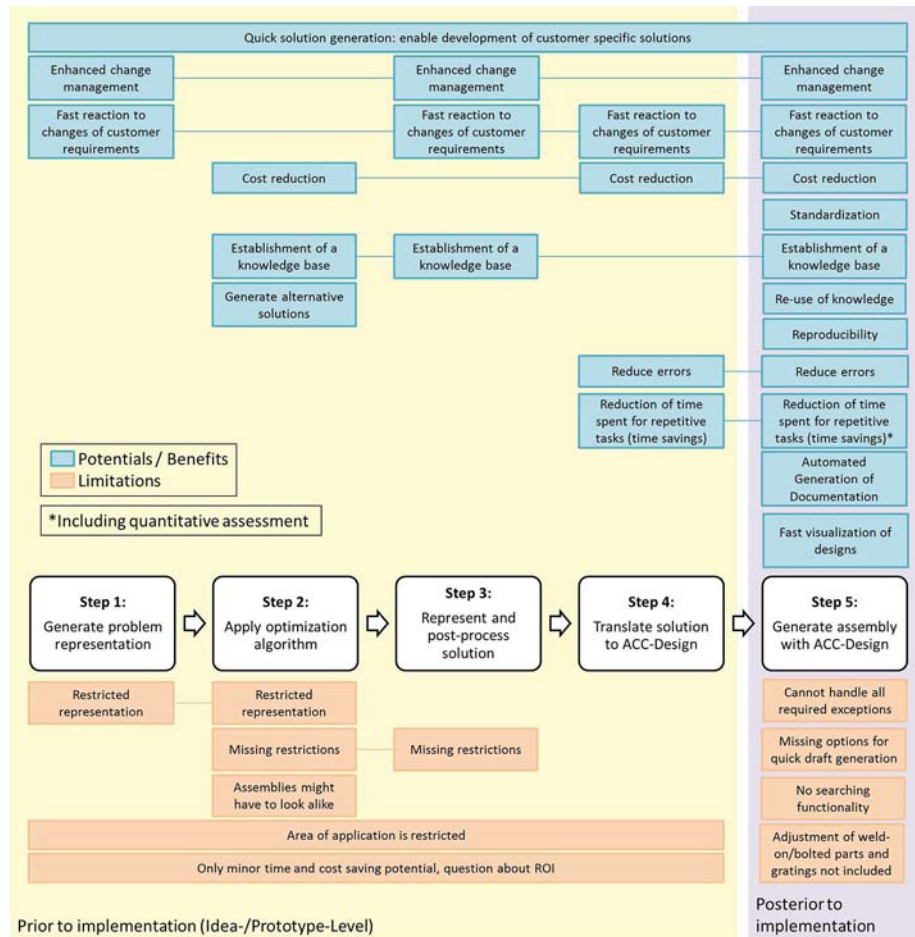 Quick solution generation: enable development of customer specific solutions
Enhanced change
management
Enhanced change
management
Enhanced change
management
Fast reaction to
changes of customer
requirements
Fast reaction to
changes of customer
requirements
Fast reaction to
changes of customer
requirements
Fast reaction to
changes of customer
requirements
Cost reduction
Cost reduction
Cost reduction
Standardization
Establishment of a
knowledge base
Establishment of a
knowledge base
Establishment of a
knowledge base
Generate alternative
solutions
Re-use of knowledge
Reproducibility
Reduce errors
Reduce errors
Reduction of time
spent for repetitive
tasks (time savings)
Reduction of time
spent for repetitive
tasks (time savings)*
Potentials / Benefits
Limitations
*Including quantitative assessment
Automated
Generation of
Documentation
Fast visualization of
designs
Step 1:
Generate problem
representation
Step 2:
Apply optimization
algorithm
Step 3:
Represent and
post-process
solution
Step 4:
Translate solution
to ACC-Design
Step 5:
Generate assembly
with ACC-Design
Restricted
representation
Restricted
representation
Cannot handle all
required exceptions
Missing restrictions
Missing restrictions
Missing options for
quick draft generation
Assemblies might
have to look alike
No searching
functionality
Area of application is restricted
Only minor time and cost saving potential, question about ROI
Adjustment of weld-
on/bolted parts and
gratings not included
Prior to implementation (Idea-/Prototype-Level)
Posterior to
implementation